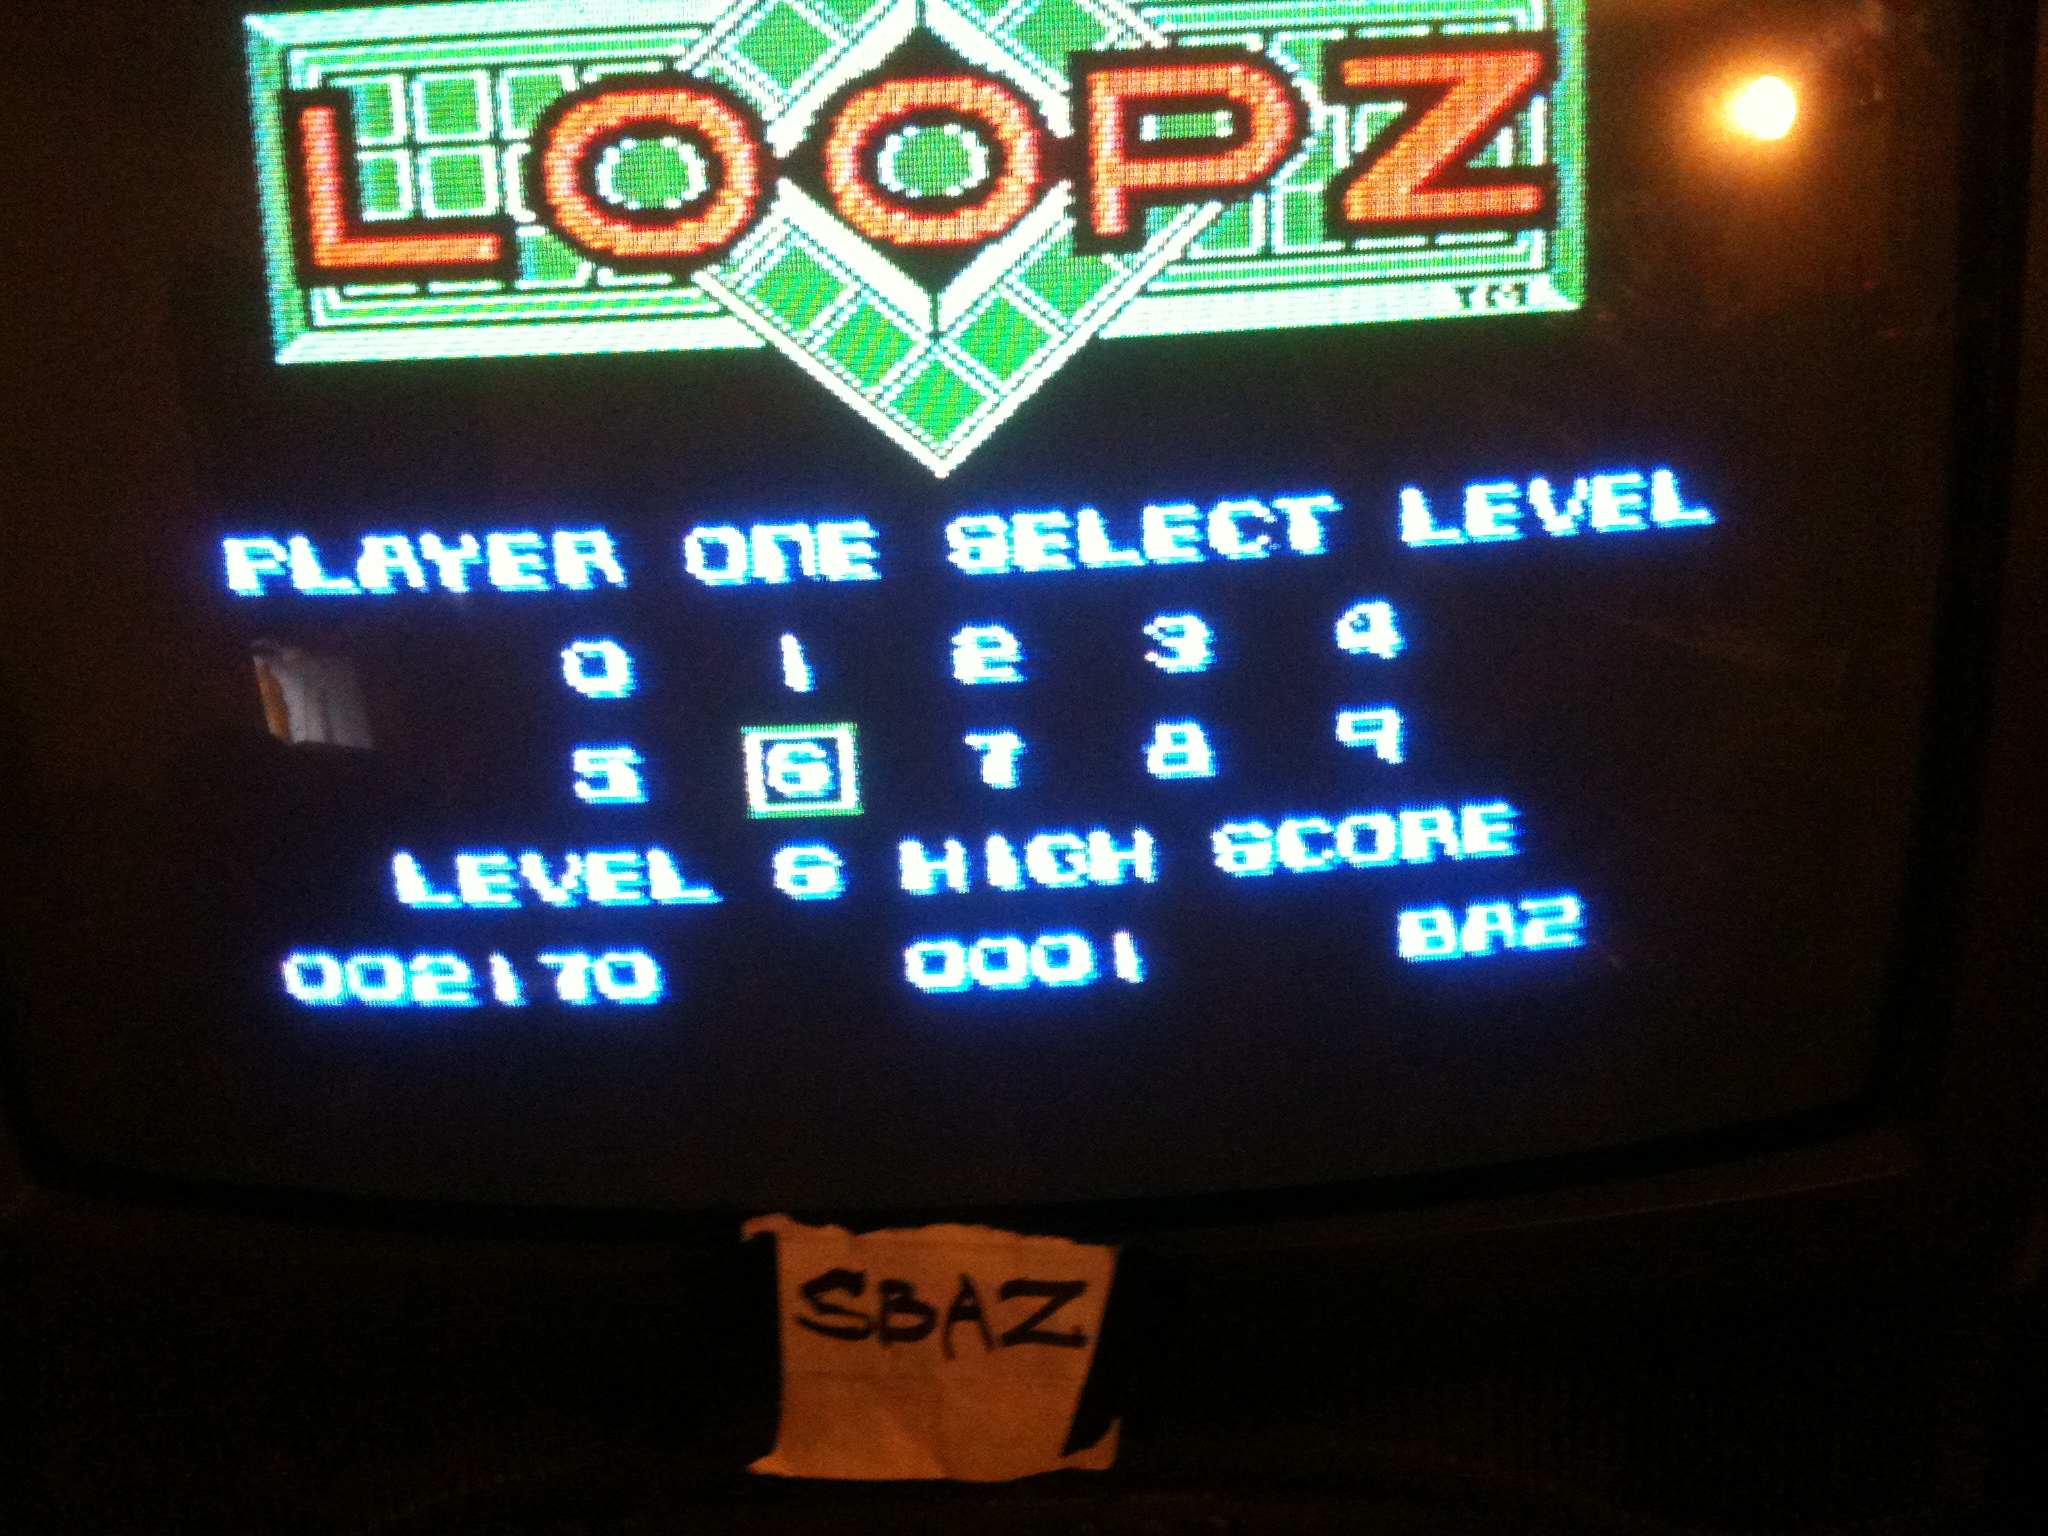 LOOPZ
PLAYER ONE SELECT LEVEL
0 1 2 3 4
5 6 7 8 9
LEVEL 6 HIGH SCORE
002170 0001 BAZ
SBAZ